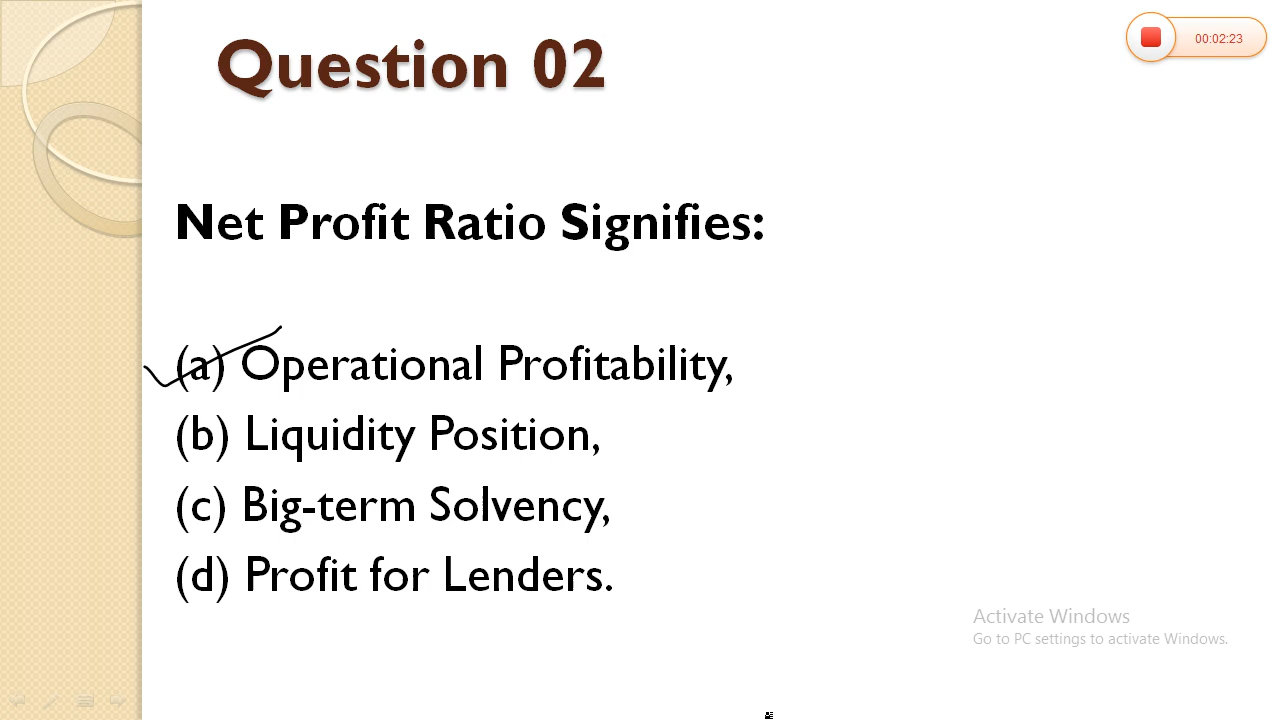 Question 02
00:02:23
Net Profit Ratio Signifies:
(a) Operational Profitability,
(b) Liquidity Position,
(c) Big-term Solvency,
(d) Profit for Lenders.
Activate Windows
Go to PC settings to activate Windows.